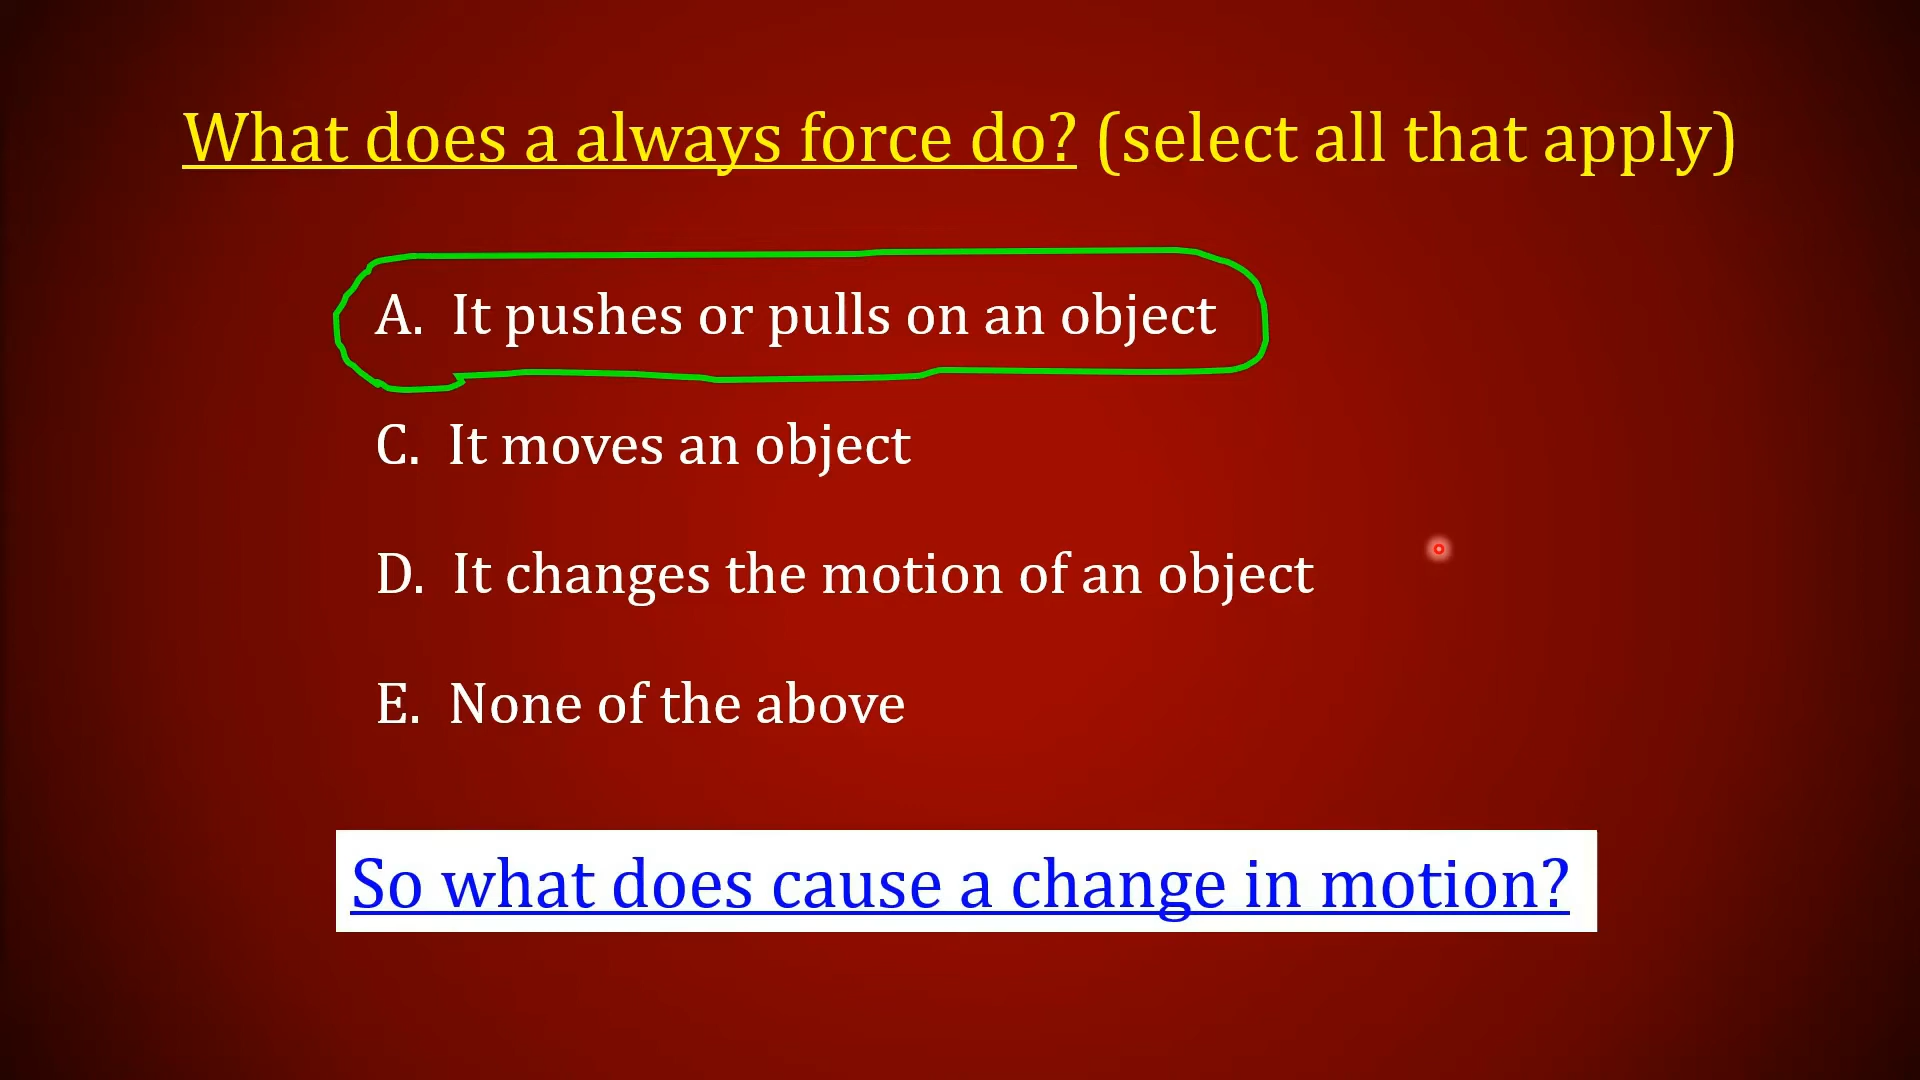 What does a always force do? (select all that apply)
A. It pushes or pulls on an object
C. It moves an object
D. It changes the motion of an object
E. None of the above
So what does cause a change in motion?